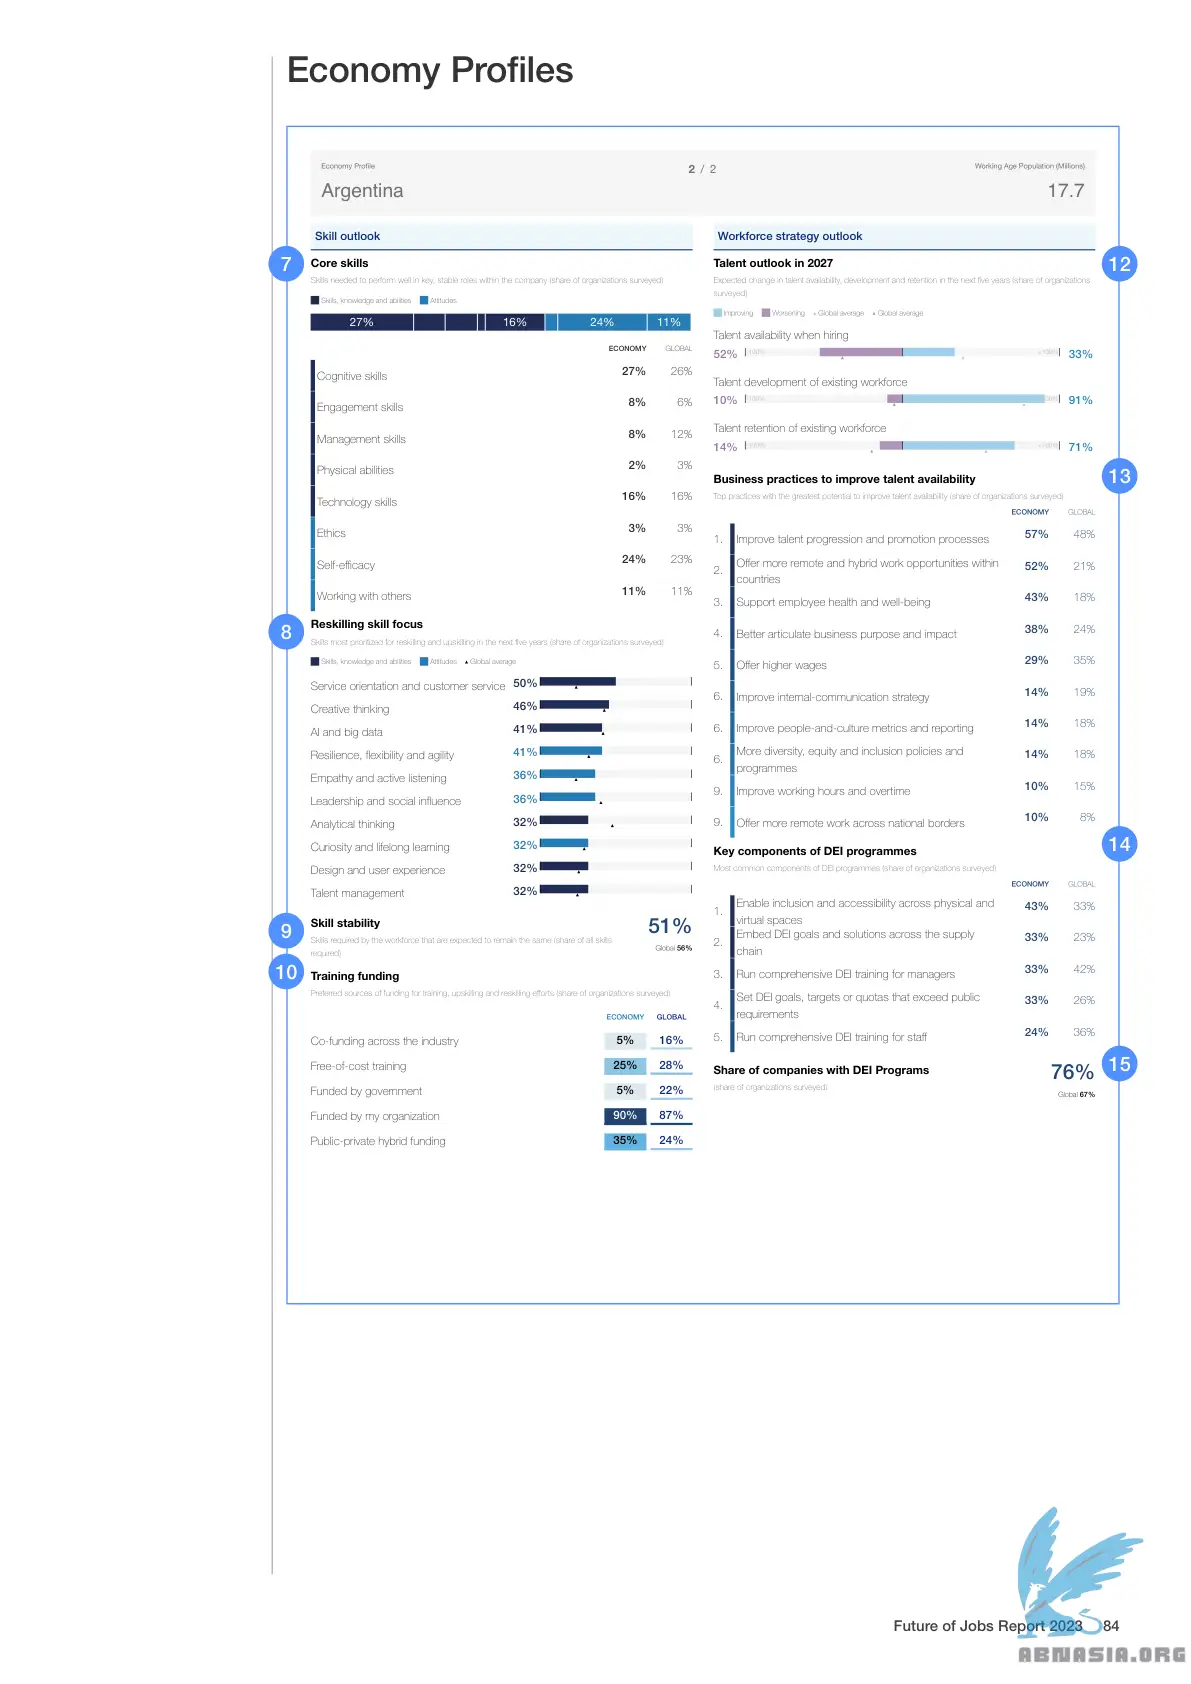 Economy Profiles
Economy Profile
2 / 2
Working Age Population (Millions)
Argentina
17.7
Skill outlook
7
Core skills
Skills needed to perform well in key, stable roles within the company (share of organizations surveyed)
Skills, knowledge and abilities Attitudes
27% 16% 24% 11%
ECONOMY GLOBAL
Cognitive skills 27% 26%
Engagement skills 8% 6%
Management skills 8% 12%
Physical abilities 2% 3%
Technology skills 16% 16%
Ethics 3% 3%
Self-efficacy 24% 23%
Working with others 11% 11%
8
Reskilling skill focus
Skills most prioritized for reskilling and upskilling in the next five years (share of organizations surveyed)
Skills, knowledge and abilities Attitudes Global average
Service orientation and customer service 50%
Creative thinking 46%
AI and big data 41%
Resilience, flexibility and agility 41%
Empathy and active listening 36%
Leadership and social influence 36%
Analytical thinking 32%
Curiosity and lifelong learning 32%
Design and user experience 32%
Talent management 32%
9
Skill stability 51%
Skills required by the workforce that are expected to remain the same (share of all skills
required)
Global 56%
10
Training funding
Preferred sources of funding for training, upskilling and reskilling efforts (share of organizations surveyed)
ECONOMY GLOBAL
Co-funding across the industry 5% 16%
Free-of-cost training 25% 28%
Funded by government 5% 22%
Funded by my organization 90% 87%
Public-private hybrid funding 35% 24%
Workforce strategy outlook
12
Talent outlook in 2027
Expected change in talent availability, development and retention in the next five years (share of organizations
surveyed)
Improving Worsening Global average Global average
Talent availability when hiring
52% 33%
Talent development of existing workforce
10% 91%
Talent retention of existing workforce
14% 71%
13
Business practices to improve talent availability
Top practices with the greatest potential to improve talent availability (share of organizations surveyed)
ECONOMY GLOBAL
1. Improve talent progression and promotion processes 57% 48%
2. Offer more remote and hybrid work opportunities within
countries 52% 21%
3. Support employee health and well-being 43% 18%
4. Better articulate business purpose and impact 38% 24%
5. Offer higher wages 29% 35%
6. Improve internal-communication strategy 14% 19%
6. Improve people-and-culture metrics and reporting 14% 18%
6. More diversity, equity and inclusion policies and
programmes 14% 18%
9. Improve working hours and overtime 10% 15%
9. Offer more remote work across national borders 10% 8%
14
Key components of DEI programmes
Most common components of DEI programmes (share of organizations surveyed)
ECONOMY GLOBAL
1. Enable inclusion and accessibility across physical and
virtual spaces 43% 33%
2. Embed DEI goals and solutions across the supply
chain 33% 23%
3. Run comprehensive DEI training for managers 33% 42%
4. Set DEI goals, targets or quotas that exceed public
requirements 33% 26%
5. Run comprehensive DEI training for staff 24% 36%
15
Share of companies with DEI Programs 76%
(share of organizations surveyed)
Global 67%
Future of Jobs Report 2023 84
ABNASIA.ORG